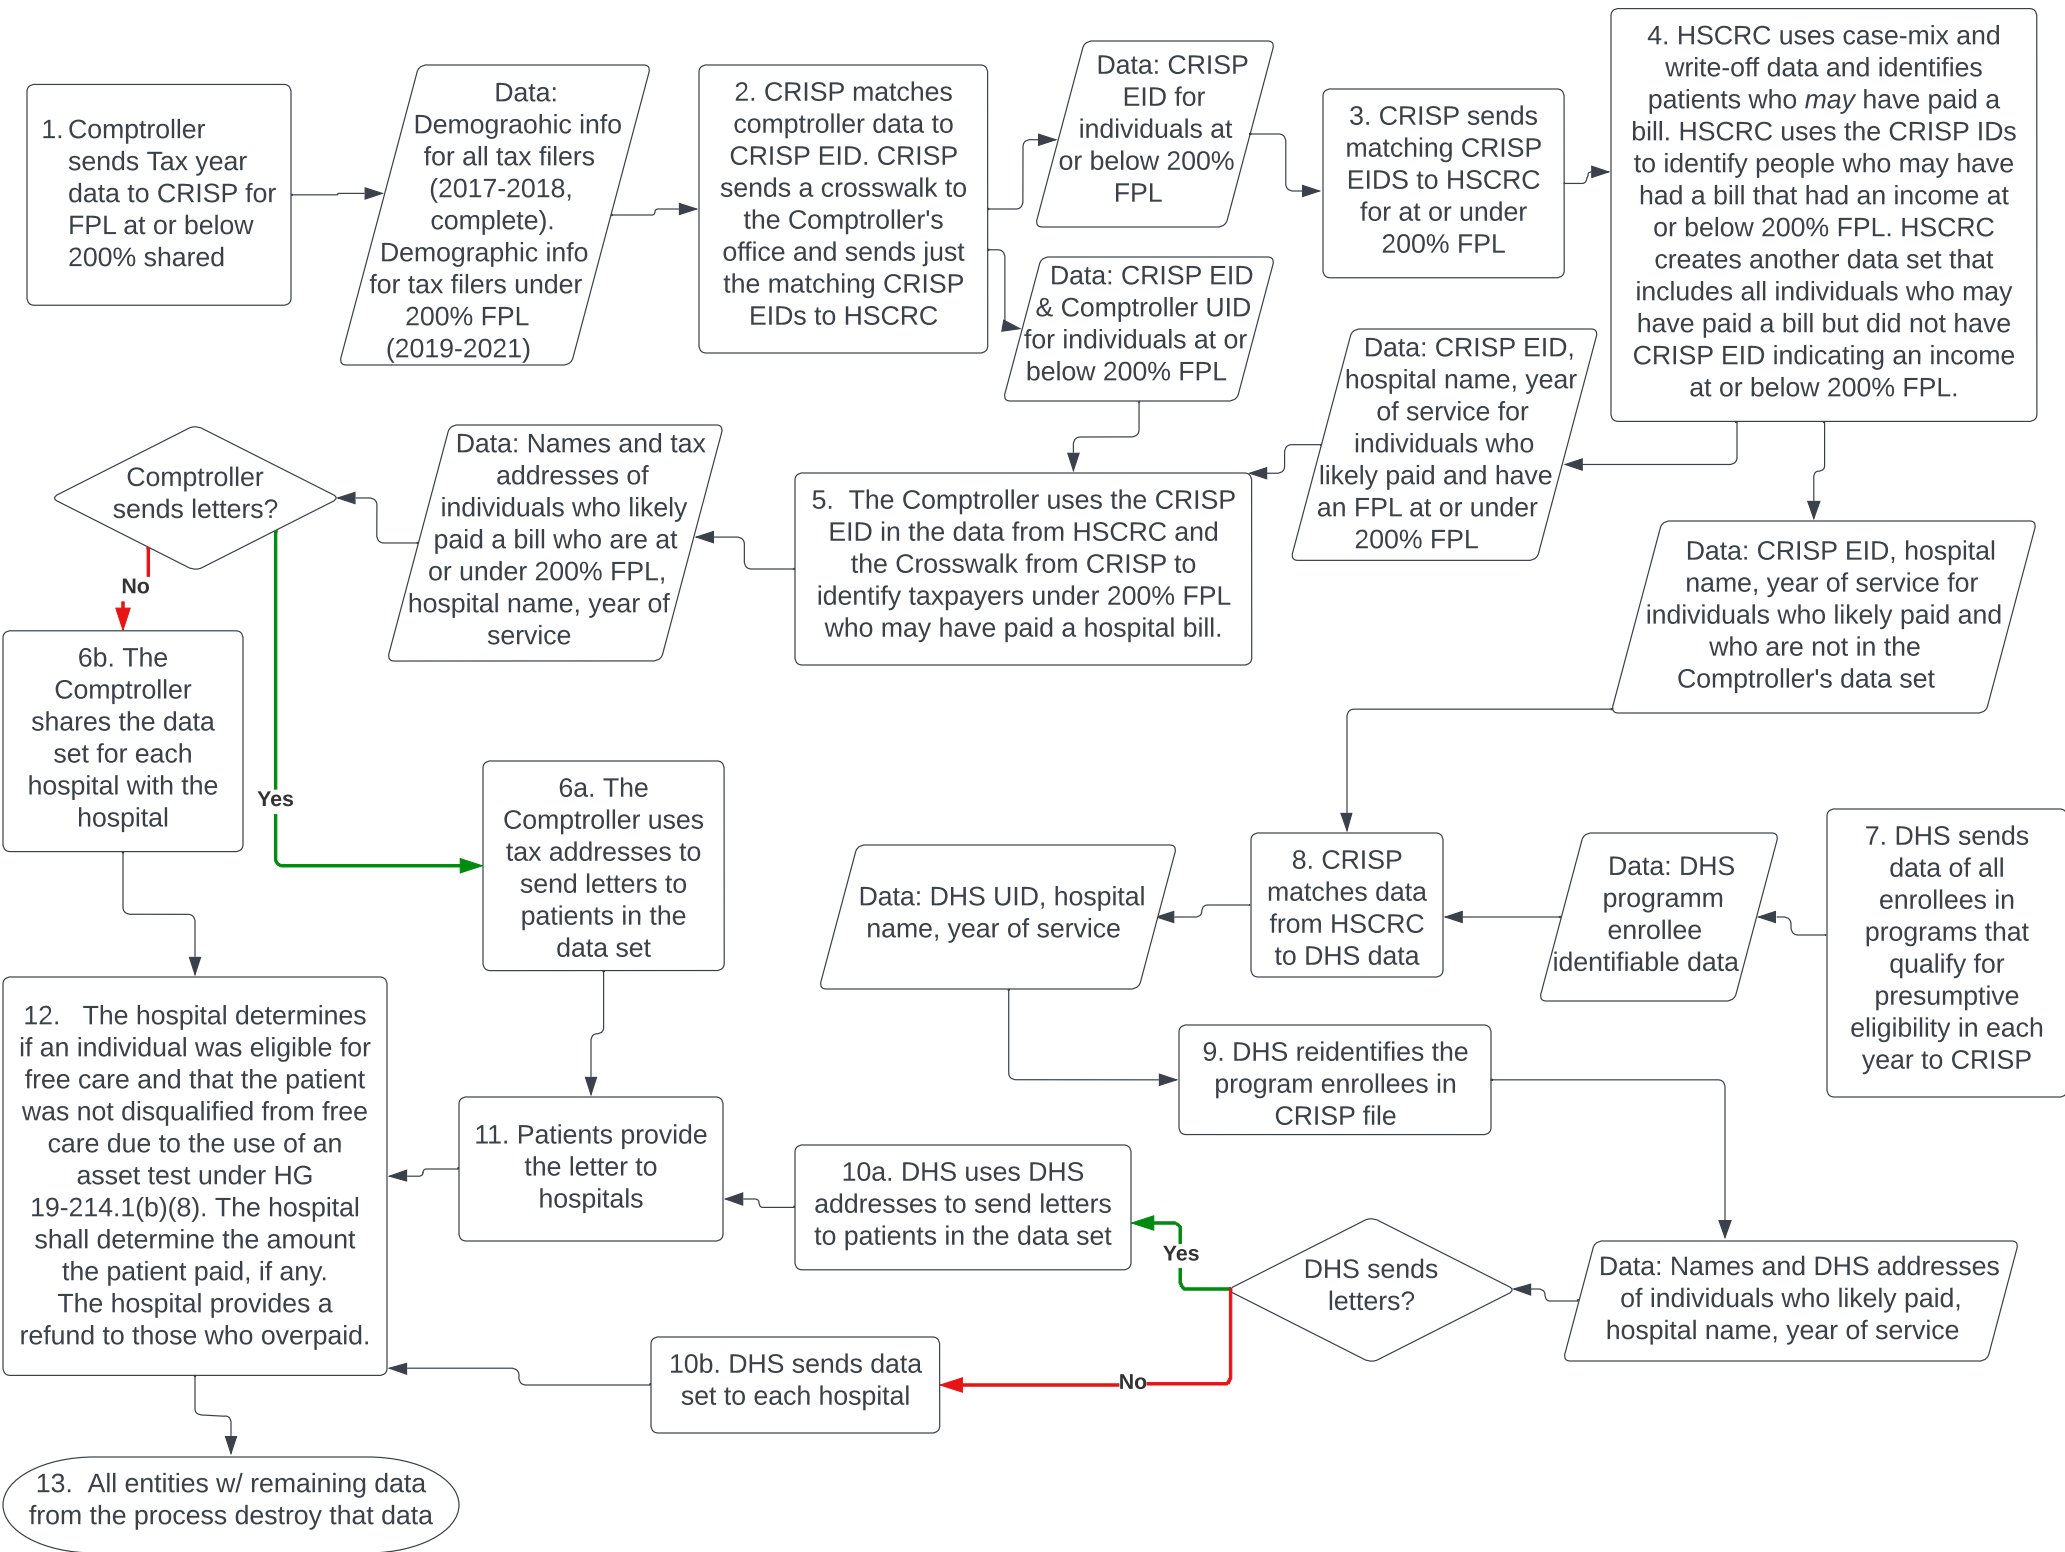 1. Comptroller
sends Tax year
data to CRISP for
FPL at or below
200% shared
Data:
Demograohic info
for all tax filers
(2017-2018,
complete).
Demographic info
for tax filers under
200% FPL
(2019-2021)
2. CRISP matches
comptroller data to
CRISP EID. CRISP
sends a crosswalk to
the Comptroller's
office and sends just
the matching CRISP
EIDs to HSCRC
Data: CRISP
EID for
individuals at
or below 200%
FPL
Data: CRISP EID
& Comptroller UID
for individuals at or
below 200% FPL
3. CRISP sends
matching CRISP
EIDS to HSCRC
for at or under
200% FPL
4. HSCRC uses case-mix and
write-off data and identifies
patients who may have paid a
bill. HSCRC uses the CRISP IDs
to identify people who may have
had a bill that had an income at
or below 200% FPL. HSCRC
creates another data set that
includes all individuals who may
have paid a bill but did not have
CRISP EID indicating an income
at or below 200% FPL.
Data: CRISP EID,
hospital name, year
of service for
individuals who
likely paid and have
an FPL at or under
200% FPL
5. The Comptroller uses the CRISP
EID in the data from HSCRC and
the Crosswalk from CRISP to
identify taxpayers under 200% FPL
who may have paid a hospital bill.
Data: Names and tax
addresses of
individuals who likely
paid a bill who are at
or under 200% FPL,
hospital name, year of
service
Comptroller
sends letters?
No
Yes
6b. The
Comptroller
shares the data
set for each
hospital with the
hospital
6a. The
Comptroller uses
tax addresses to
send letters to
patients in the
data set
Data: CRISP EID, hospital
name, year of service for
individuals who likely paid and
who are not in the
Comptroller's data set
7. DHS sends
data of all
enrollees in
programs that
qualify for
presumptive
eligibility in each
year to CRISP
Data: DHS
programm
enrollee
identifiable data
8. CRISP
matches data
from HSCRC
to DHS data
Data: DHS UID, hospital
name, year of service
9. DHS reidentifies the
program enrollees in
CRISP file
Data: Names and DHS addresses
of individuals who likely paid,
hospital name, year of service
DHS sends
letters?
Yes
No
10a. DHS uses DHS
addresses to send letters
to patients in the data set
10b. DHS sends data
set to each hospital
11. Patients provide
the letter to
hospitals
12. The hospital determines
if an individual was eligible for
free care and that the patient
was not disqualified from free
care due to the use of an
asset test under HG
19-214.1(b)(8). The hospital
shall determine the amount
the patient paid, if any.
The hospital provides a
refund to those who overpaid.
13. All entities w/ remaining data
from the process destroy that data